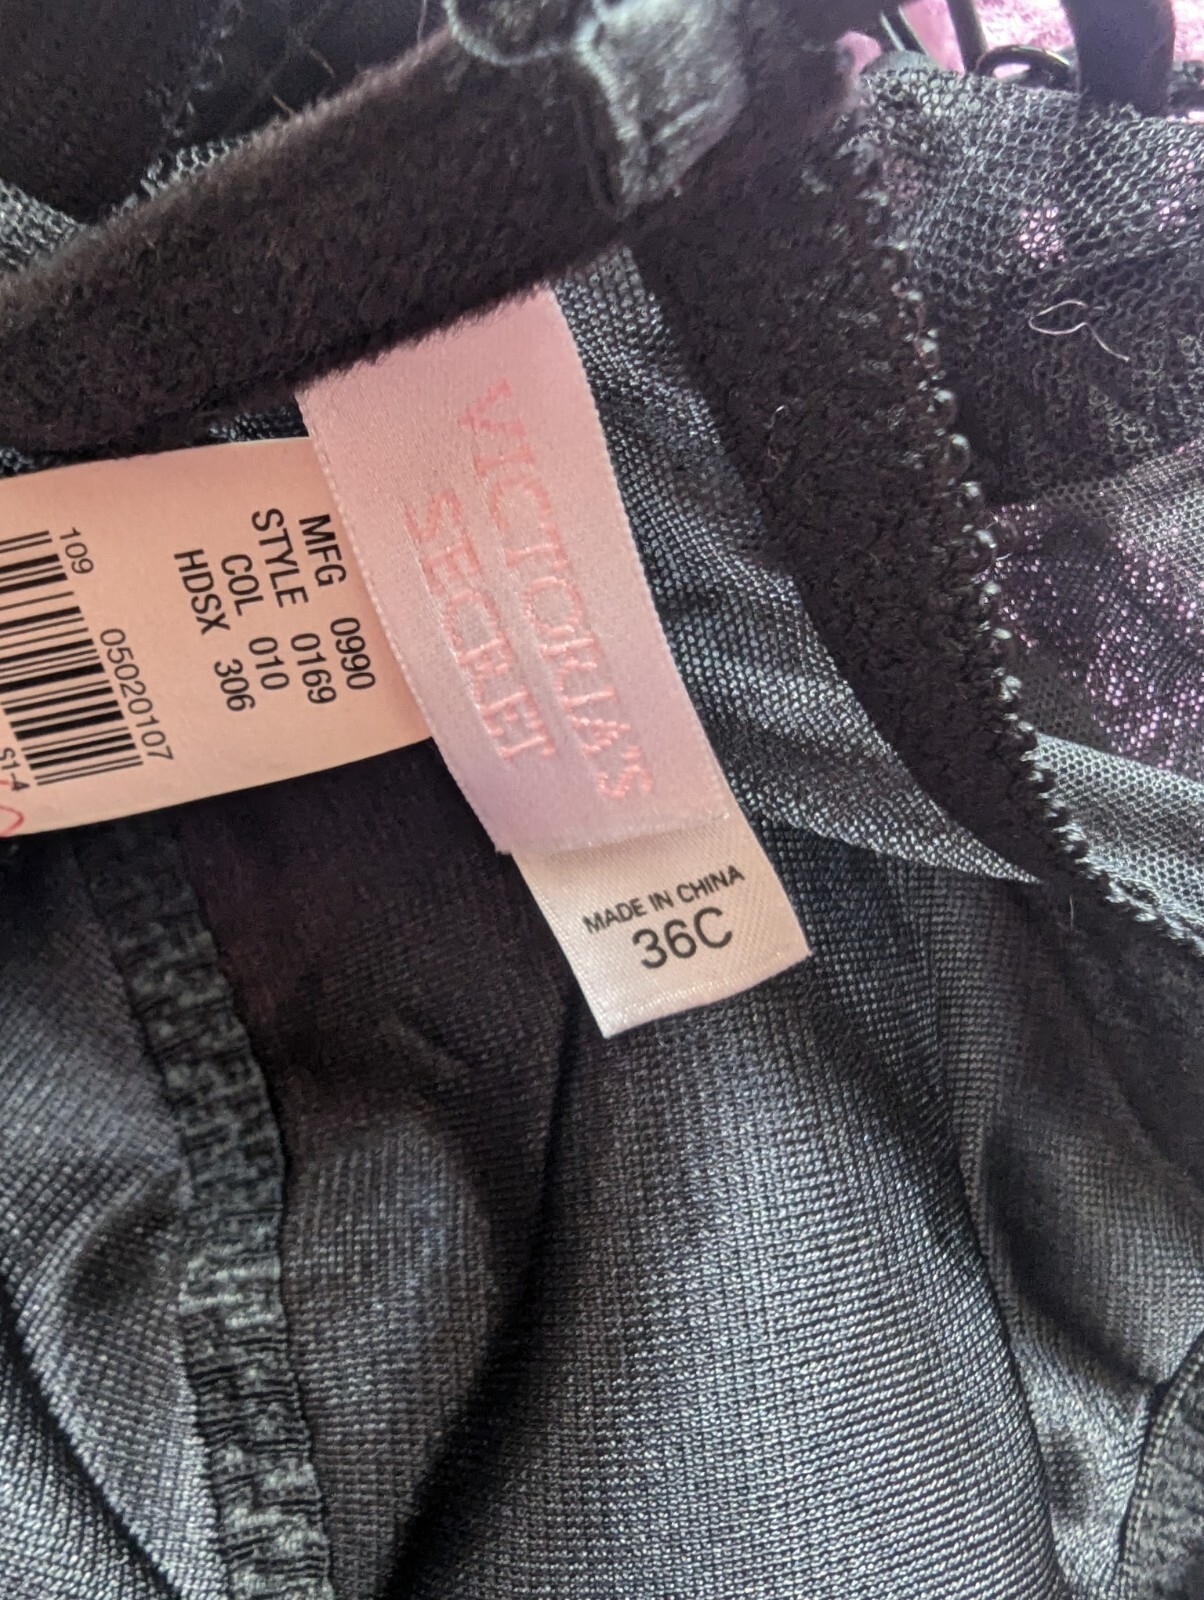 VICTORIA'S
SECRET
MADE IN CHINA
36C
MFG 0990
STYLE 0169
COL 010
HDSX 306
109 05020107